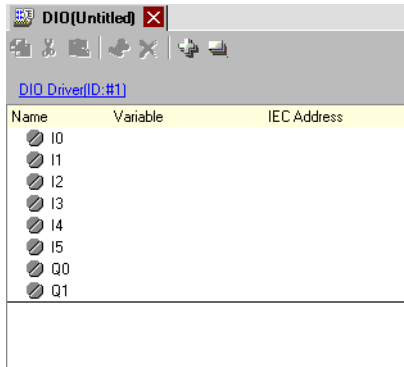 DIO(Untitled)
DIO Driver(ID:#1)
Name Variable IEC Address
I0
I1
I2
I3
I4
I5
Q0
Q1